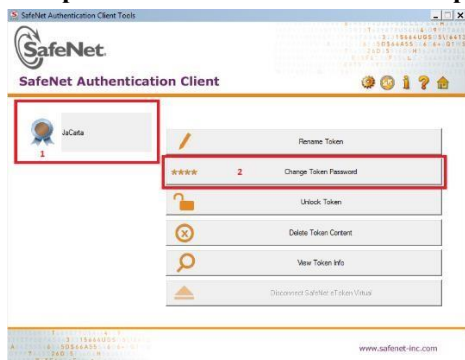 SafeNet Authentication Client Tools
SafeNet.
SafeNet Authentication Client
JaCarta
1
Rename Token
**** 2 Change Token Password
Unlock Token
Delete Token Content
View Token Info
Disconnect SafeNet eToken Virtual
www.safenet-inc.com